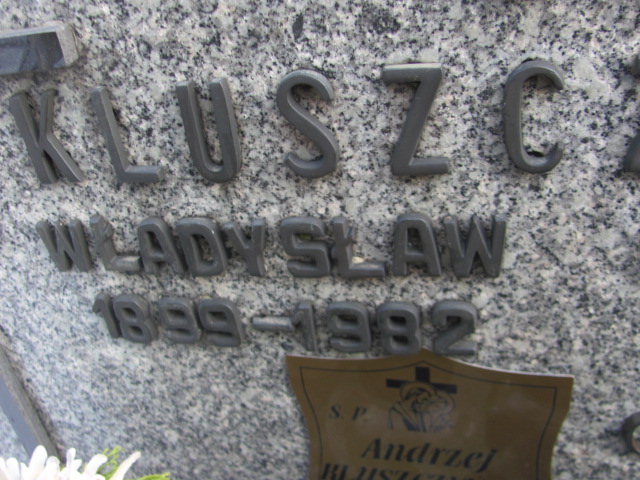 KLUSZC
WŁADYSŁAW
1899-1982
Ś. P.
Andrzej